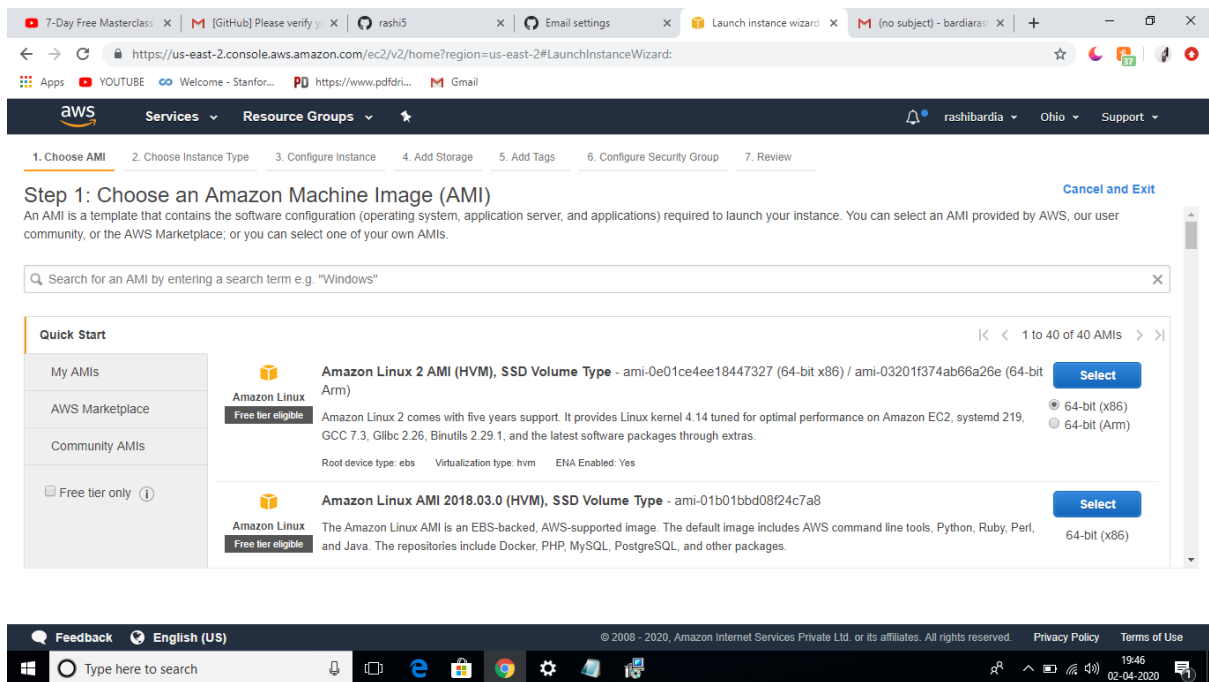 7-Day Free Masterclass
[GitHub] Please verify y
rashi5
Email settings
Launch instance wizard
(no subject) - bardiaras
https://us-east-2.console.aws.amazon.com/ec2/v2/home?region=us-east-2#LaunchInstanceWizard:
37
Apps
YOUTUBE
Welcome - Stanfor...
PD https://www.pdfdri...
Gmail
aws
Services
Resource Groups
rashibardia
Ohio
Support
1. Choose AMI
2. Choose Instance Type
3. Configure Instance
4. Add Storage
5. Add Tags
6. Configure Security Group
7. Review
Step 1: Choose an Amazon Machine Image (AMI)
Cancel and Exit
An AMI is a template that contains the software configuration (operating system, application server, and applications) required to launch your instance. You can select an AMI provided by AWS, our user
community, or the AWS Marketplace; or you can select one of your own AMIs.
Search for an AMI by entering a search term e.g. "Windows"
Quick Start
1 to 40 of 40 AMIs
My AMIs
AWS Marketplace
Community AMIs
Free tier only
Amazon Linux
Free tier eligible
Amazon Linux 2 AMI (HVM), SSD Volume Type - ami-0e01ce4ee18447327 (64-bit x86) / ami-03201f374ab66a26e (64-bit
Arm)
Amazon Linux 2 comes with five years support. It provides Linux kernel 4.14 tuned for optimal performance on Amazon EC2, systemd 219,
GCC 7.3, Glibc 2.26, Binutils 2.29.1, and the latest software packages through extras.
Root device type: ebs Virtualization type: hvm ENA Enabled: Yes
Select
64-bit (x86)
64-bit (Arm)
Amazon Linux
Free tier eligible
Amazon Linux AMI 2018.03.0 (HVM), SSD Volume Type - ami-01b01bbd08f24c7a8
The Amazon Linux AMI is an EBS-backed, AWS-supported image. The default image includes AWS command line tools, Python, Ruby, Perl,
and Java. The repositories include Docker, PHP, MySQL, PostgreSQL, and other packages.
Select
64-bit (x86)
Feedback
English (US)
© 2008 - 2020, Amazon Internet Services Private Ltd. or its affiliates. All rights reserved.
Privacy Policy
Terms of Use
Type here to search
19:46
02-04-2020
1